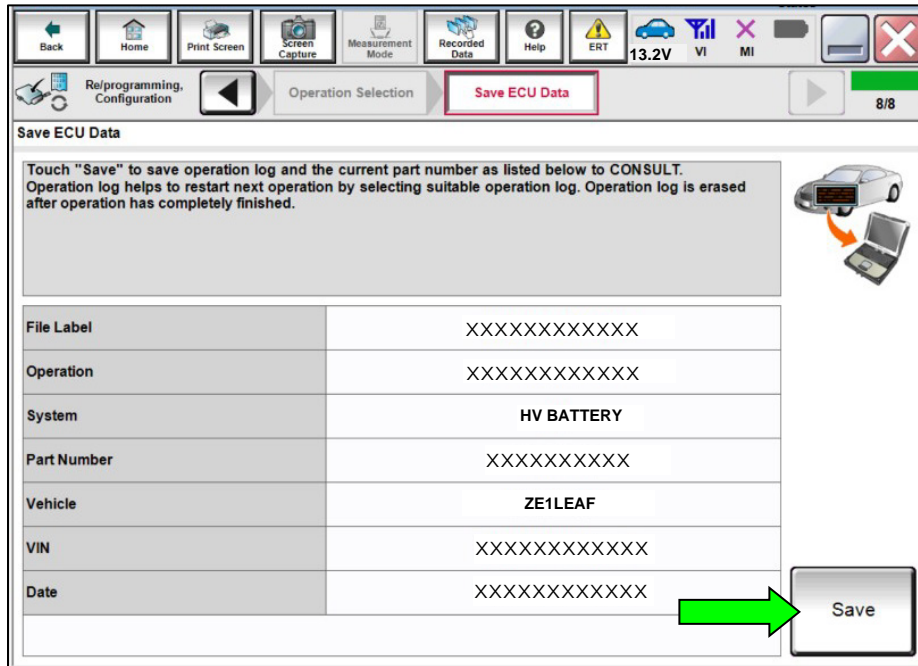 Back
Home
Print Screen
Screen
Capture
Measurement
Mode
Recorded
Data
Help
ERT
13.2V
VI
MI
Re/programming,
Configuration
Operation Selection
Save ECU Data
8/8
Save ECU Data
Touch "Save" to save operation log and the current part number as listed below to CONSULT.
Operation log helps to restart next operation by selecting suitable operation log. Operation log is erased
after operation has completely finished.
File Label XXXXXXXXXXXX
Operation XXXXXXXXXXXX
System HV BATTERY
Part Number XXXXXXXXXX
Vehicle ZE1LEAF
VIN XXXXXXXXXXXX
Date XXXXXXXXXXXX
Save